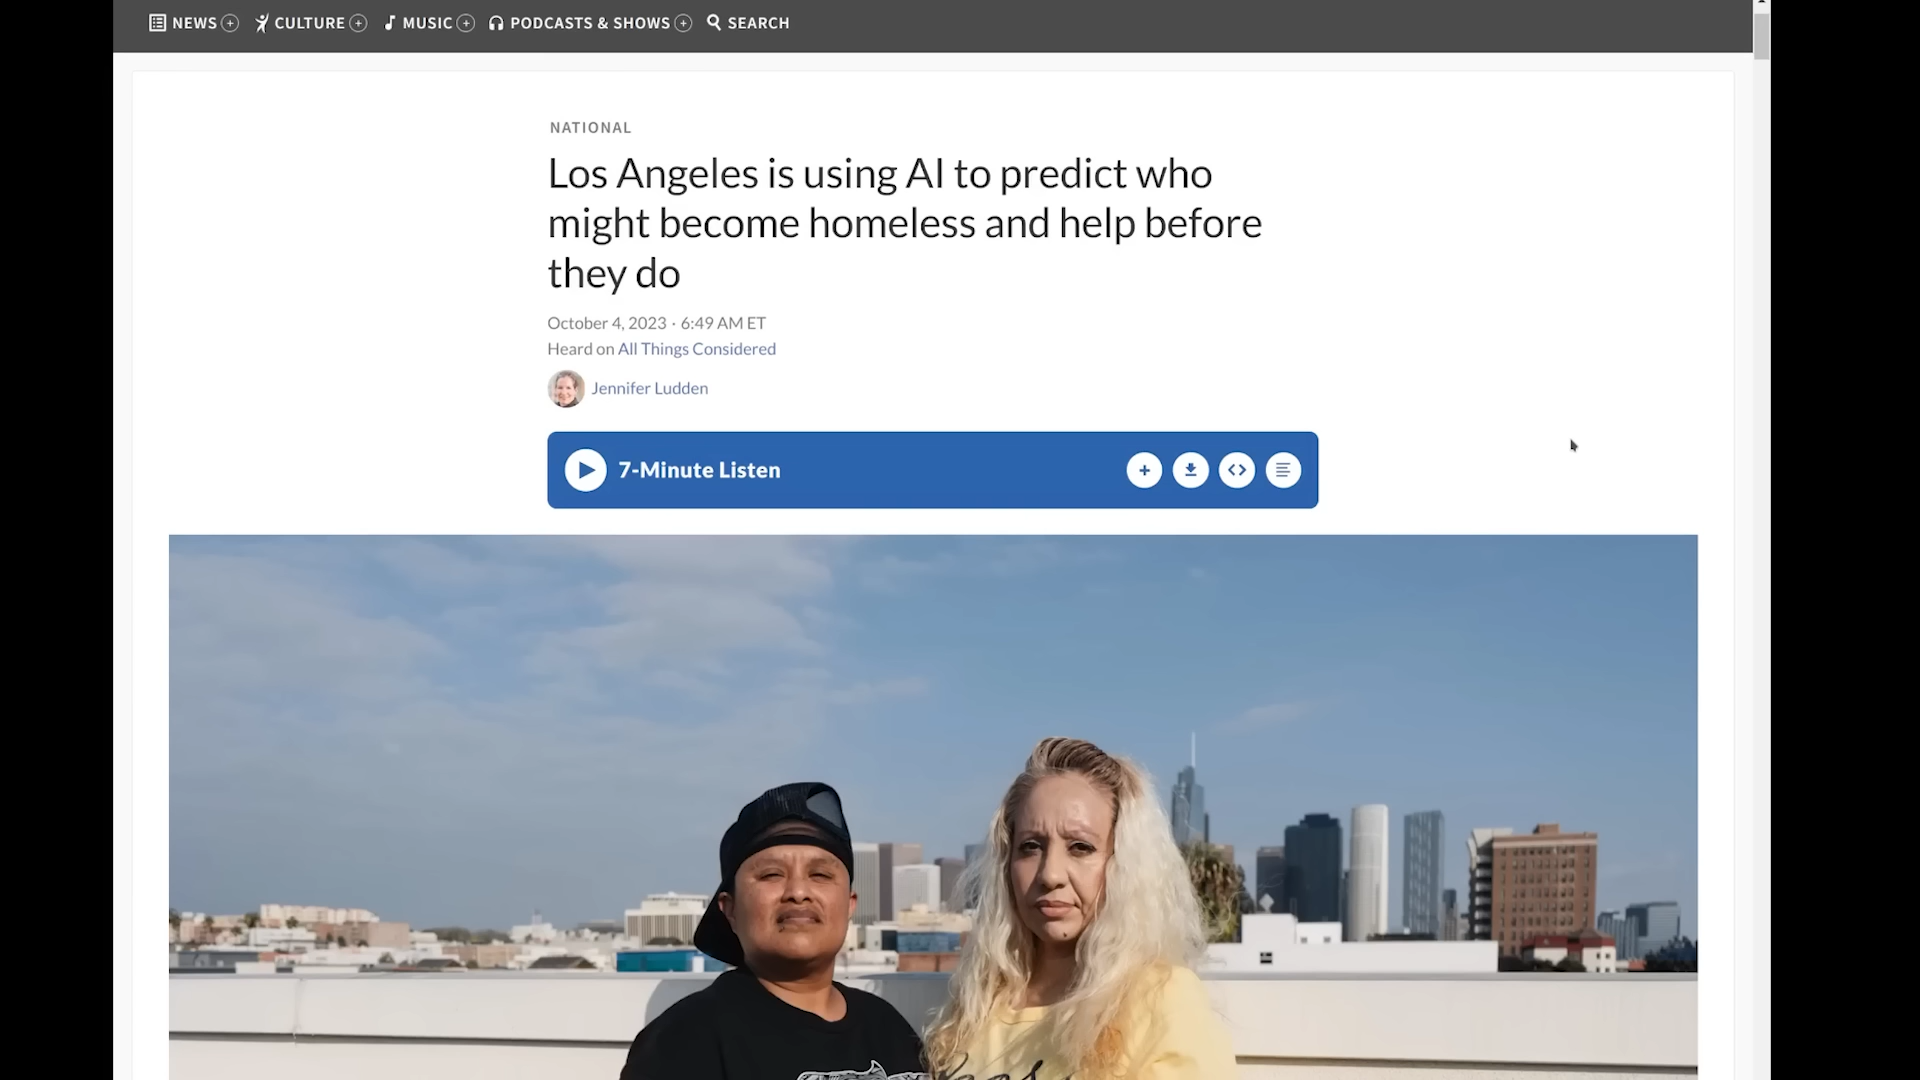 NEWS CULTURE MUSIC PODCASTS & SHOWS SEARCH
NATIONAL
Los Angeles is using AI to predict who
might become homeless and help before
they do
October 4, 2023 · 6:49 AM ET
Heard on All Things Considered
Jennifer Ludden
7-Minute Listen